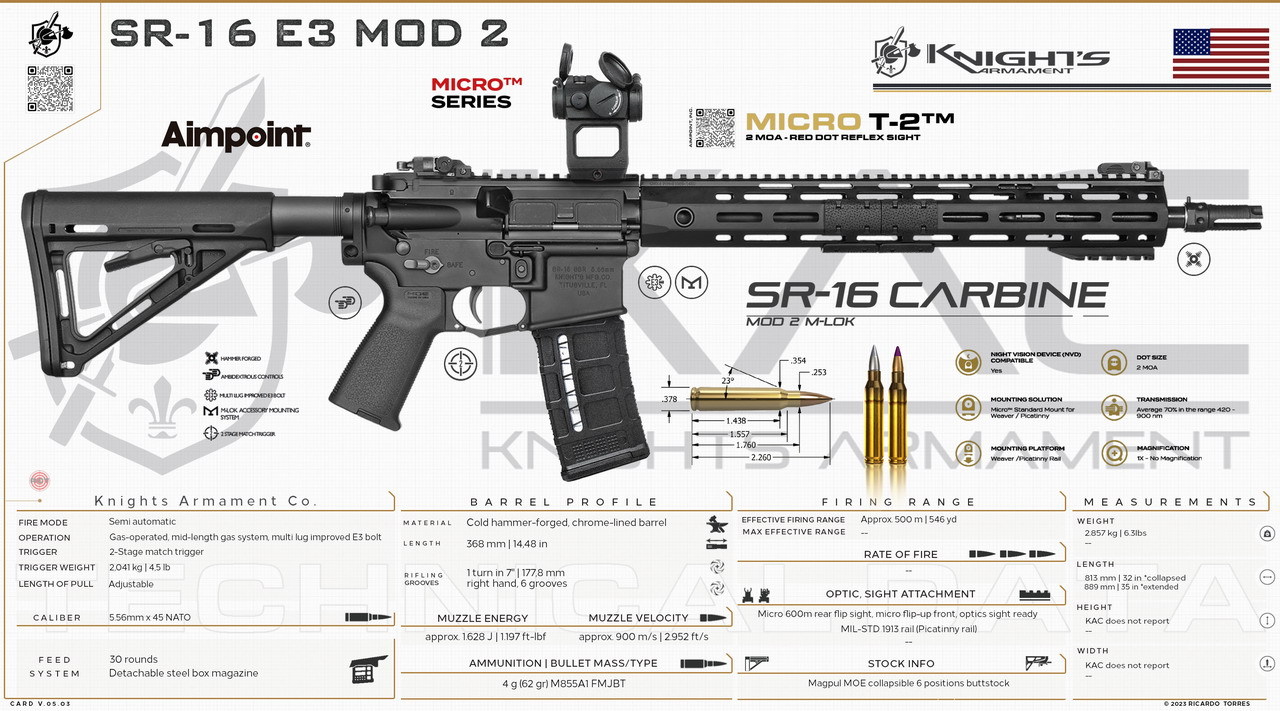 SR-16 E3 MOD 2
KNIGHT'S
ARMAMENT
MICRO™
SERIES
Aimpoint®
AIMPOINT, INC.
MICRO T-2™
2 MOA - RED DOT REFLEX SIGHT
FIRE
SAFE
KNIGHT'S MFG.CO.
TITUSVILLE, FL
USA
KAC
KNIGHTS ARMAMENT
SR-16 CARBINE
MOD 2 M-LOK
HAMMER FORGED
AMBIDEXTROUS CONTROLS
MULTI LUG IMPROVED E3 BOLT
M-LOK ACCESSORY MOUNTING
SYSTEM
2 STAGE MATCH TRIGGER
.354
.253
23°
.378
1.438
1.557
1.760
2.260
NIGHT VISION DEVICE (NVD)
COMPATIBLE
Yes
DOT SIZE
2 MOA
MOUNTING SOLUTION
Micro™ Standard Mount for
Weaver / Picatinny
TRANSMISSION
Average 70% in the range 420 -
900 nm
MOUNTING PLATFORM
Weaver /Picatinny Rail
MAGNIFICATION
1X - No Magnification
TECHNICAL DATA
Knights Armament Co.
FIRE MODE Semi automatic
OPERATION Gas-operated, mid-length gas system, multi lug improved E3 bolt
TRIGGER 2-Stage match trigger
TRIGGER WEIGHT 2,041 kg | 4.5 lb
LENGTH OF PULL Adjustable
CALIBER 5.56mm x 45 NATO
FEED SYSTEM 30 rounds
Detachable steel box magazine
BARREL PROFILE
MATERIAL Cold hammer-forged, chrome-lined barrel
LENGTH 368 mm | 14.48 in
RIFLING GROOVES 1 turn in 7" | 177,8 mm
right hand, 6 grooves
MUZZLE ENERGY MUZZLE VELOCITY
approx. 1.628 J | 1.197 ft-lbf approx. 900 m/s | 2.952 ft/s
AMMUNITION | BULLET MASS/TYPE
4 g (62 gr) M855A1 FMJBT
FIRING RANGE
EFFECTIVE FIRING RANGE Approx. 500 m | 546 yd
MAX EFFECTIVE RANGE --
RATE OF FIRE
--
OPTIC, SIGHT ATTACHMENT
Micro 600m rear flip sight, micro flip-up front, optics sight ready
MIL-STD 1913 rail (Picatinny rail)
--
STOCK INFO
Magpul MOE collapsible 6 positions buttstock
MEASUREMENTS
WEIGHT
2.857 kg | 6.3lbs
--
LENGTH
813 mm | 32 in *collapsed
889 mm | 35 in *extended
HEIGHT
KAC does not report
--
WIDTH
KAC does not report
--
CARD V.05.03
© 2023 RICARDO TORRES